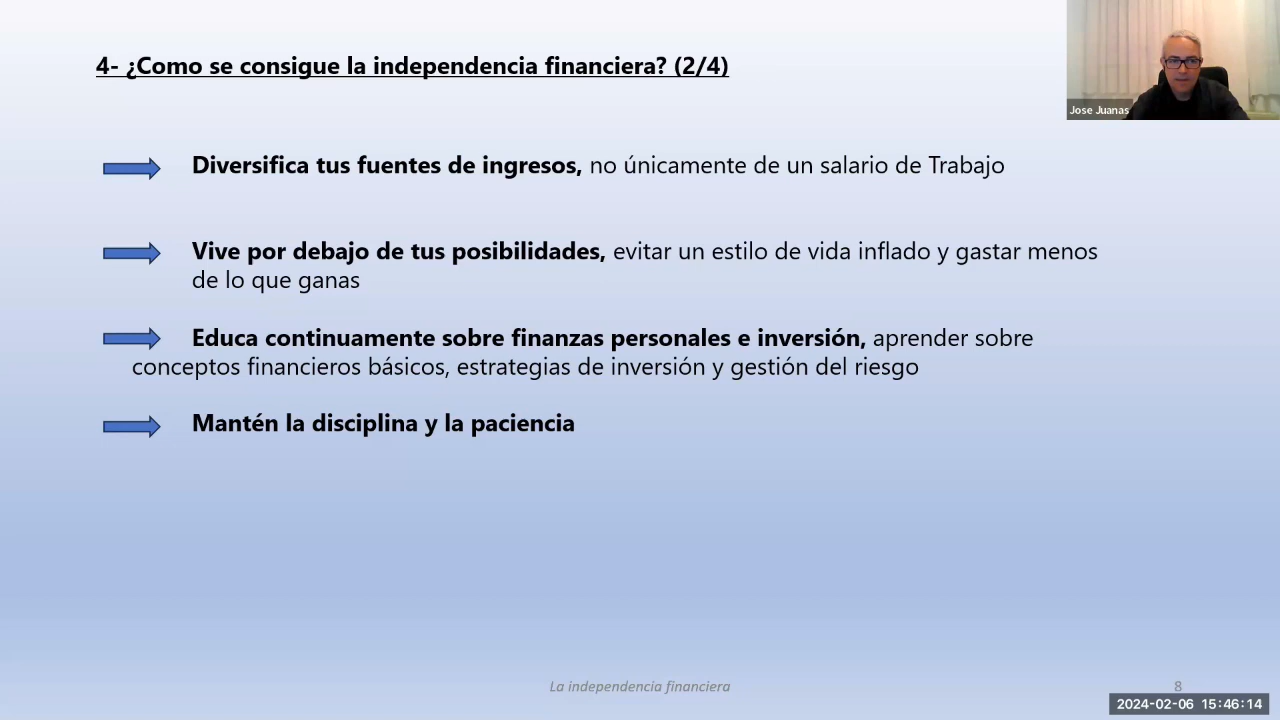 4- ¿Como se consigue la independencia financiera? (2/4)
Jose Juanas
Diversifica tus fuentes de ingresos, no únicamente de un salario de Trabajo
Vive por debajo de tus posibilidades, evitar un estilo de vida inflado y gastar menos
de lo que ganas
Educa continuamente sobre finanzas personales e inversión, aprender sobre
conceptos financieros básicos, estrategias de inversión y gestión del riesgo
Mantén la disciplina y la paciencia
La independencia financiera
8
2024-02-06 15:46:14